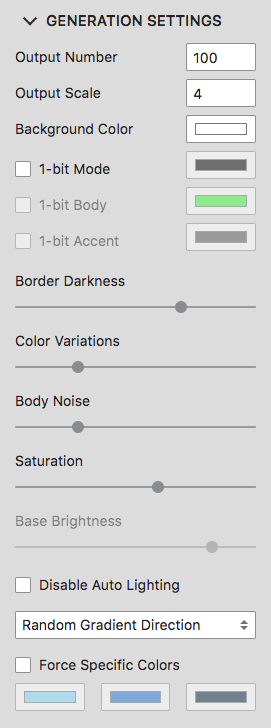 GENERATION SETTINGS
Output Number 100
Output Scale 4
Background Color
1-bit Mode
1-bit Body
1-bit Accent
Border Darkness
Color Variations
Body Noise
Saturation
Base Brightness
Disable Auto Lighting
Random Gradient Direction
Force Specific Colors